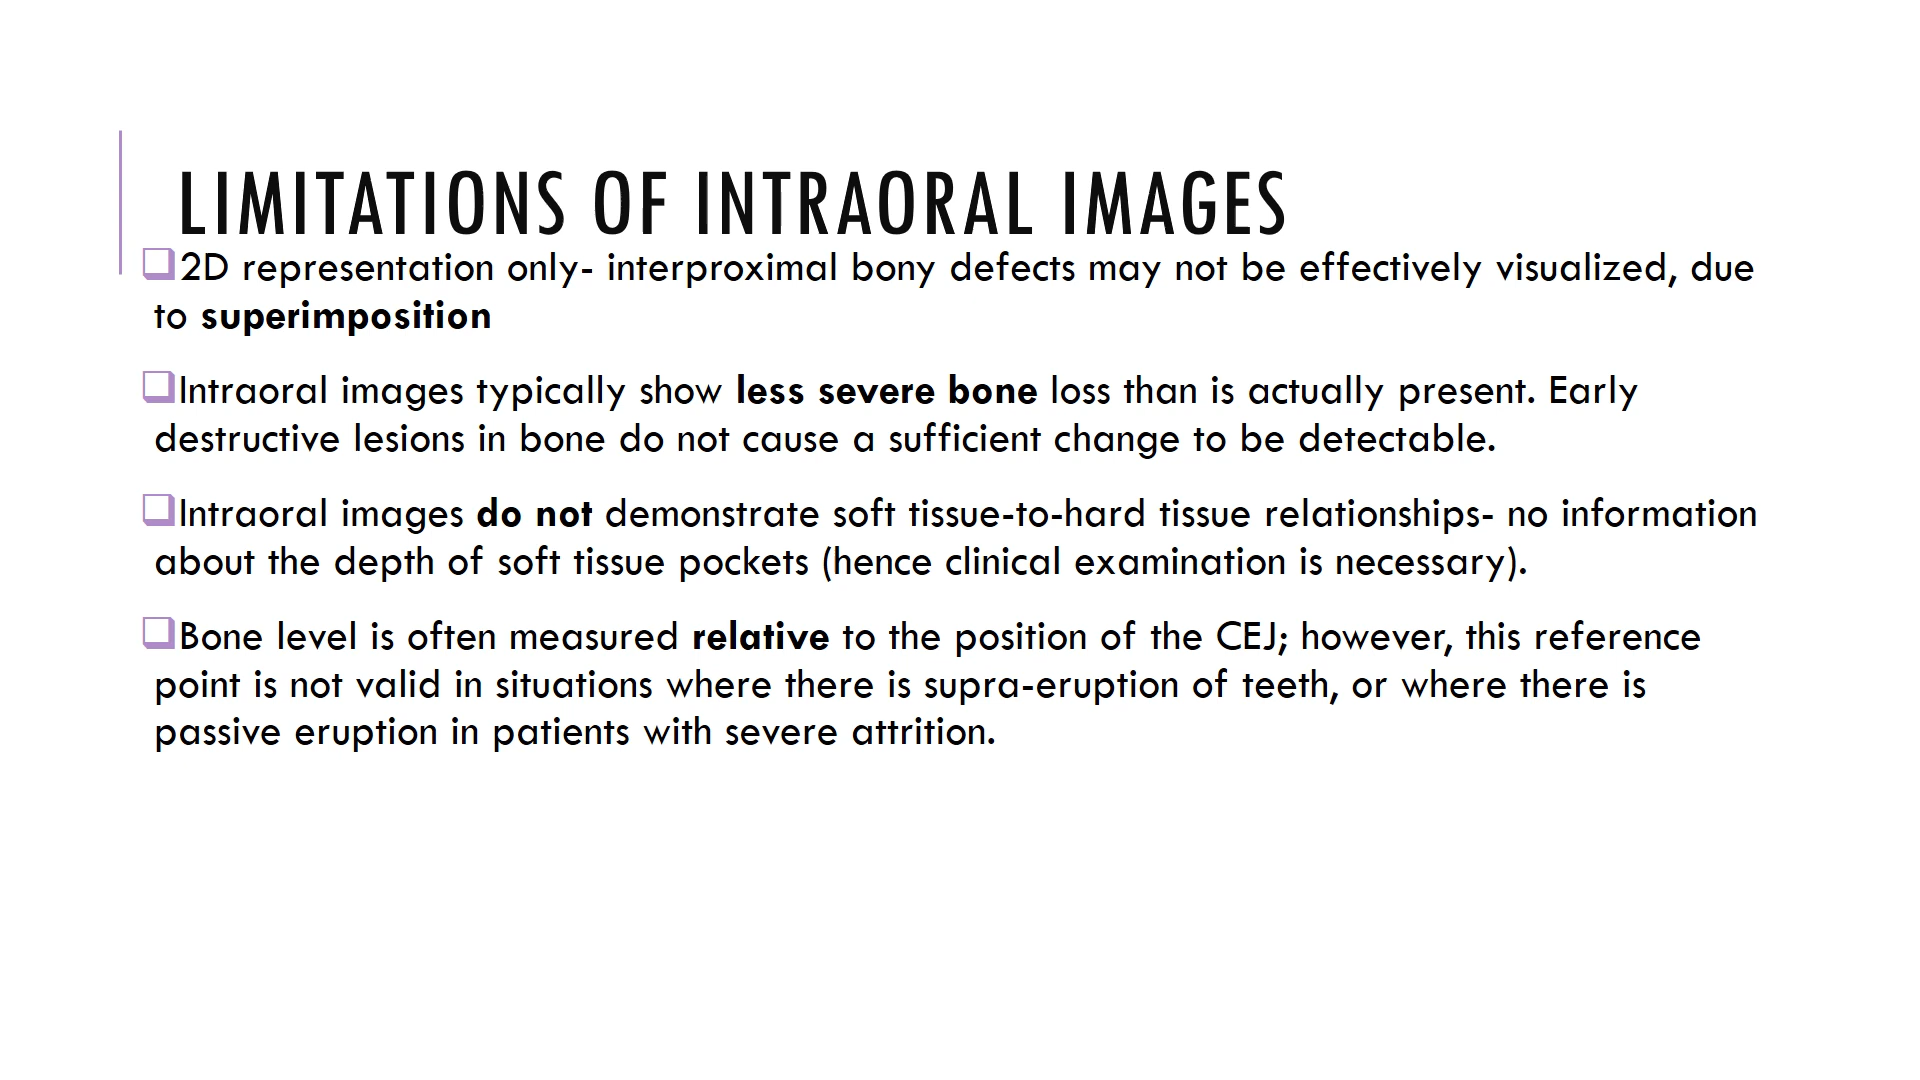 LIMITATIONS OF INTRAORAL IMAGES
❑2D representation only- interproximal bony defects may not be effectively visualized, due
to superimposition
❑Intraoral images typically show less severe bone loss than is actually present. Early
destructive lesions in bone do not cause a sufficient change to be detectable.
❑Intraoral images do not demonstrate soft tissue-to-hard tissue relationships- no information
about the depth of soft tissue pockets (hence clinical examination is necessary).
❑Bone level is often measured relative to the position of the CEJ; however, this reference
point is not valid in situations where there is supra-eruption of teeth, or where there is
passive eruption in patients with severe attrition.